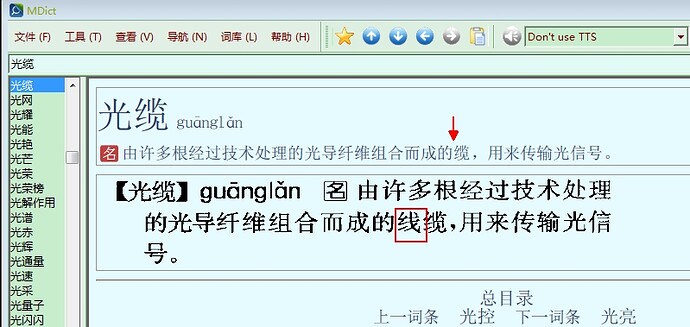 MDict
文件 (F) 工具 (T) 查看 (V) 导航 (N) 词库 (L) 帮助 (H) Don't use TTS
光缆
光缆
光网
光耀
光能
光艳
光芒
光荣
光荣榜
光解作用
光谱
光赤
光辉
光通量
光速
光采
光量子
光闪闪
光缆 guānglǎn
名 由许多根经过技术处理的光导纤维组合而成的缆，用来传输光信号。
【光缆】guānglǎn 名 由许多根经过技术处理
的光导纤维组合而成的线缆,用来传输光信
号。
总目录
上一词条 光控 下一词条 光亮